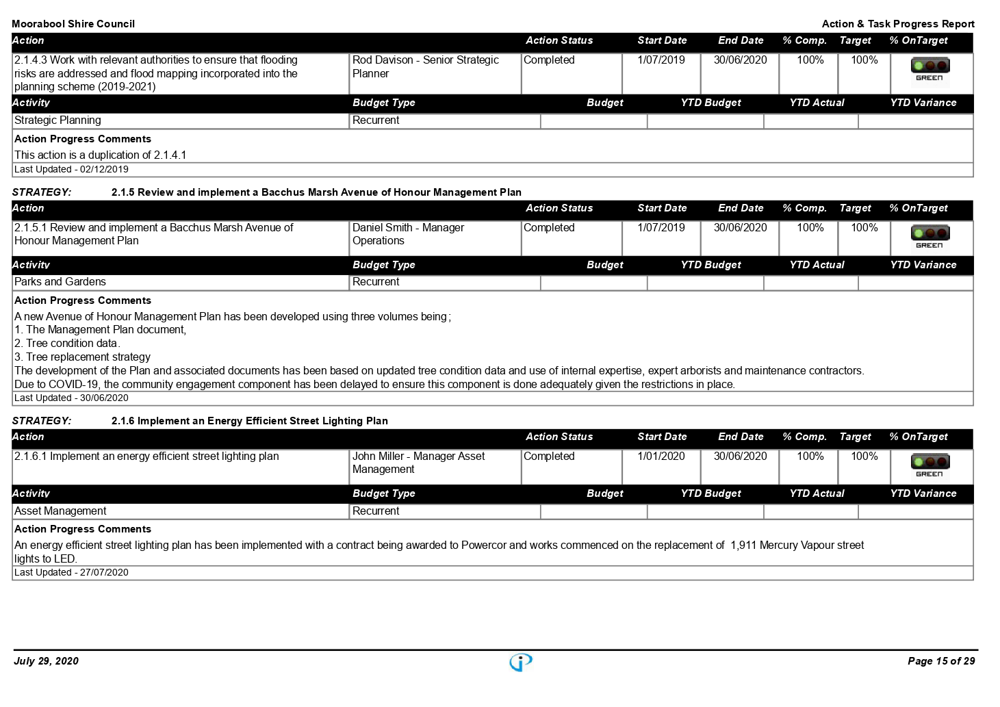 Moorabool Shire Council Action & Task Progress Report
Action Action Status Start Date End Date % Comp. Target % OnTarget
2.1.4.3 Work with relevant authorities to ensure that flooding Rod Davison - Senior Strategic Completed 1/07/2019 30/06/2020 100% 100%
risks are addressed and flood mapping incorporated into the Planner
GREEN
planning scheme (2019-2021)
Activity Budget Type Budget YTD Budget YTD Actual YTD Variance
Strategic Planning Recurrent
Action Progress Comments
This action is a duplication of 2.1.4.1
Last Updated - 02/12/2019
STRATEGY: 2.1.5 Review and implement a Bacchus Marsh Avenue of Honour Management Plan
Action Action Status Start Date End Date % Comp. Target % OnTarget
2.1.5.1 Review and implement a Bacchus Marsh Avenue of Daniel Smith - Manager Completed 1/07/2019 30/06/2020 100% 100%
Honour Management Plan Operations
GREEN
Activity Budget Type Budget YTD Budget YTD Actual YTD Variance
Parks and Gardens Recurrent
Action Progress Comments
A new Avenue of Honour Management Plan has been developed using three volumes being;
1. The Management Plan document,
2. Tree condition data.
3. Tree replacement strategy
The development of the Plan and associated documents has been based on updated tree condition data and use of internal expertise, expert arborists and maintenance contractors.
Due to COVID-19, the community engagement component has been delayed to ensure this component is done adequately given the restrictions in place.
Last Updated - 30/06/2020
STRATEGY: 2.1.6 Implement an Energy Efficient Street Lighting Plan
Action Action Status Start Date End Date % Comp. Target % OnTarget
2.1.6.1 Implement an energy efficient street lighting plan John Miller - Manager Asset Completed 1/01/2020 30/06/2020 100% 100%
Management
GREEN
Activity Budget Type Budget YTD Budget YTD Actual YTD Variance
Asset Management Recurrent
Action Progress Comments
An energy efficient street lighting plan has been implemented with a contract being awarded to Powercor and works commenced on the replacement of 1,911 Mercury Vapour street
lights to LED.
Last Updated - 27/07/2020
July 29, 2020 Page 15 of 29